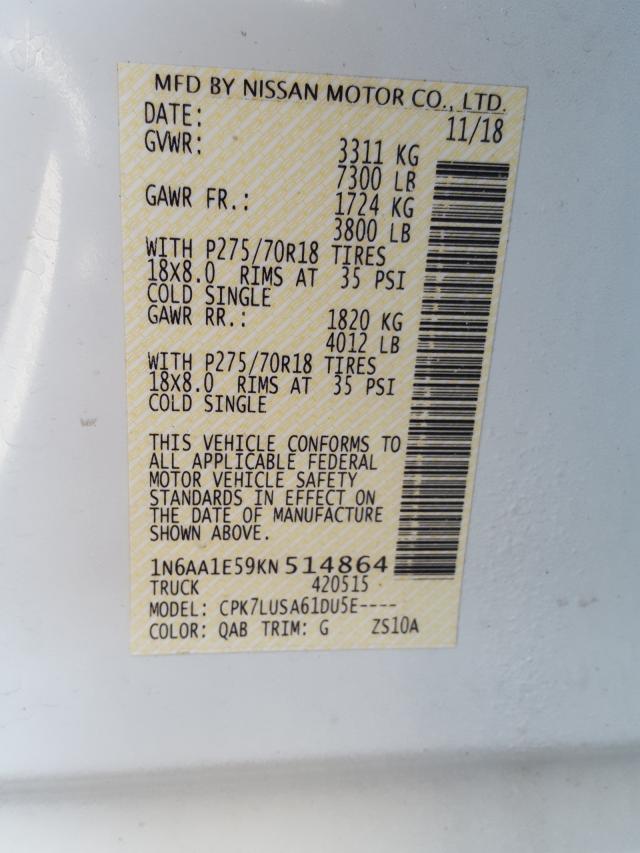 MFD BY NISSAN MOTOR CO., LTD.
DATE: 11/18
GVWR: 3311 KG
7300 LB
GAWR FR.: 1724 KG
3800 LB
WITH P275/70R18 TIRES
18X8.0 RIMS AT 35 PSI
COLD SINGLE
GAWR RR.: 1820 KG
4012 LB
WITH P275/70R18 TIRES
18X8.0 RIMS AT 35 PSI
COLD SINGLE
THIS VEHICLE CONFORMS TO
ALL APPLICABLE FEDERAL
MOTOR VEHICLE SAFETY
STANDARDS IN EFFECT ON
THE DATE OF MANUFACTURE
SHOWN ABOVE.
1N6AA1E59KN514864
TRUCK 420515
MODEL: CPK7LUSA61DU5E----
COLOR: QAB TRIM: G ZS10A